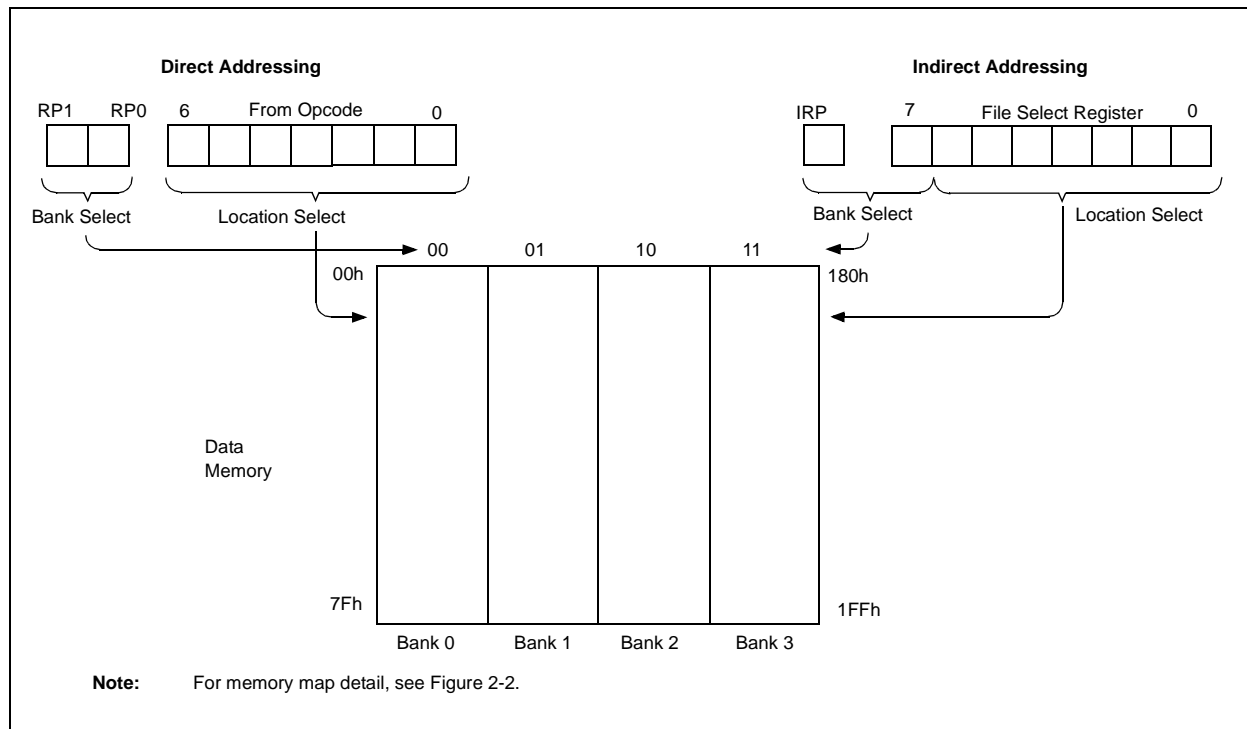 Direct Addressing
Indirect Addressing
RP1 RP0 6 From Opcode 0
IRP 7 File Select Register 0
Bank Select Location Select
Bank Select Location Select
00 01 10 11
00h 180h
Data
Memory
7Fh 1FFh
Bank 0 Bank 1 Bank 2 Bank 3
Note: For memory map detail, see Figure 2-2.